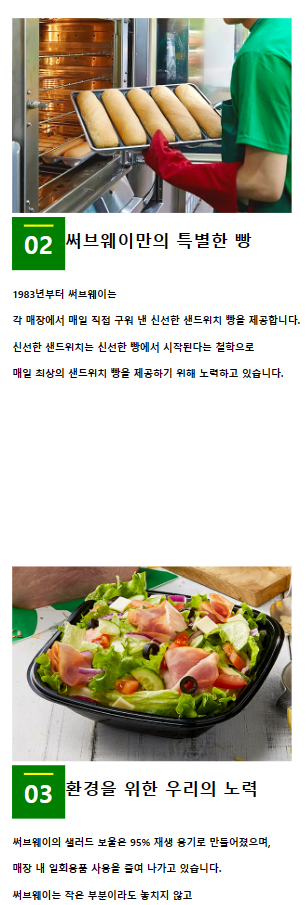 02
써브웨이만의 특별한 빵
1983년부터 써브웨이는
각 매장에서 매일 직접 구워 낸 신선한 샌드위치 빵을 제공합니다.
신선한 샌드위치는 신선한 빵에서 시작된다는 철학으로
매일 최상의 샌드위치 빵을 제공하기 위해 노력하고 있습니다.
03
환경을 위한 우리의 노력
써브웨이의 샐러드 보울은 95% 재생 용기로 만들어졌으며,
매장 내 일회용품 사용을 줄여 나가고 있습니다.
써브웨이는 작은 부분이라도 놓치지 않고